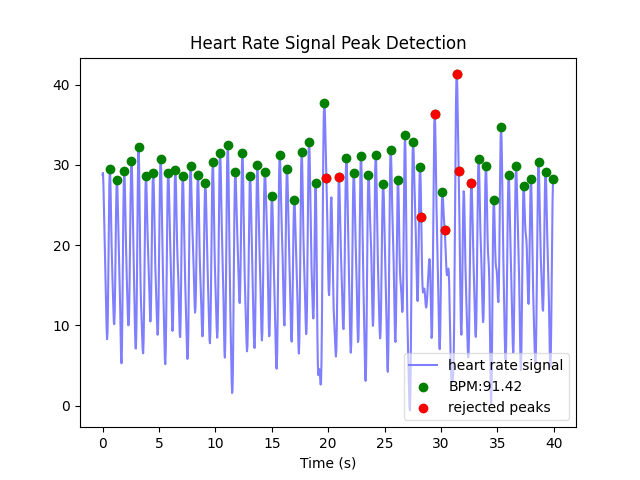 Heart Rate Signal Peak Detection
40
30
20
10
0
heart rate signal
BPM:91.42
rejected peaks
0 5 10 15 20 25 30 35 40
Time (s)